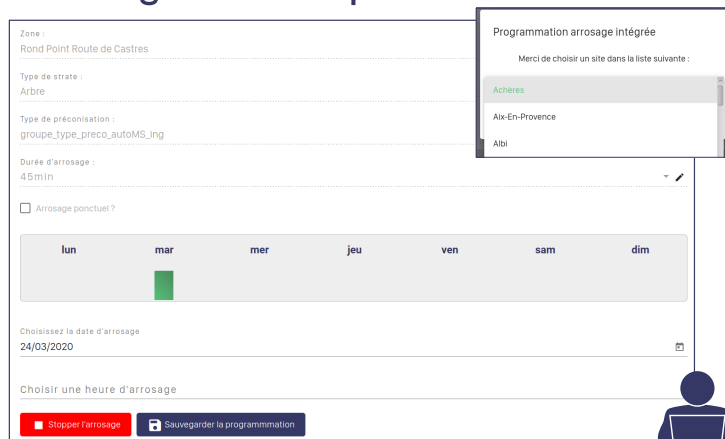 Zone :
Rond Point Route de Castres
Type de strate :
Arbre
Type de préconisation :
groupe_type_preco_autoMS_ing
Durée d'arrosage :
45min
Arrosage ponctuel ?
lun mar mer jeu ven sam dim
Choisissez la date d'arrosage
24/03/2020
Choisir une heure d'arrosage
Stopper l'arrosage Sauvegarder la programmmation
Programmation arrosage intégrée
Merci de choisir un site dans la liste suivante :
Achères
Aix-En-Provence
Albi